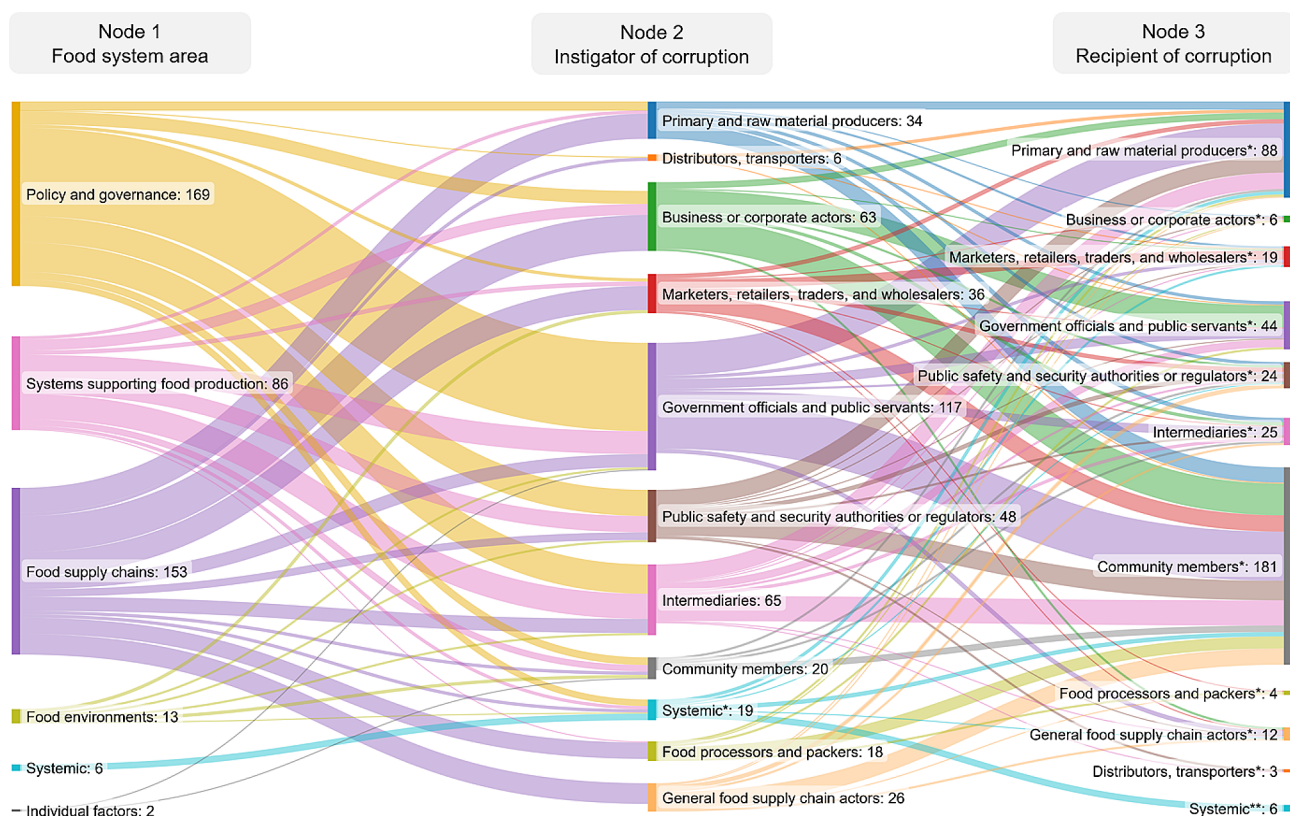 Node 1
Food system area
Node 2
Instigator of corruption
Node 3
Recipient of corruption
Policy and governance: 169
Systems supporting food production: 86
Food supply chains: 153
Food environments: 13
Systemic: 6
Individual factors: 2
Primary and raw material producers: 34
Distributors, transporters: 6
Business or corporate actors: 63
Marketers, retailers, traders, and wholesalers: 36
Government officials and public servants: 117
Public safety and security authorities or regulators: 48
Intermediaries: 65
Community members: 20
Systemic*: 19
Food processors and packers: 18
General food supply chain actors: 26
Primary and raw material producers*: 88
Business or corporate actors*: 6
Marketers, retailers, traders, and wholesalers*: 19
Government officials and public servants*: 44
Public safety and security authorities or regulators*: 24
Intermediaries*: 25
Community members*: 181
Food processors and packers*: 4
General food supply chain actors*: 12
Distributors, transporters*: 3
Systemic**: 6